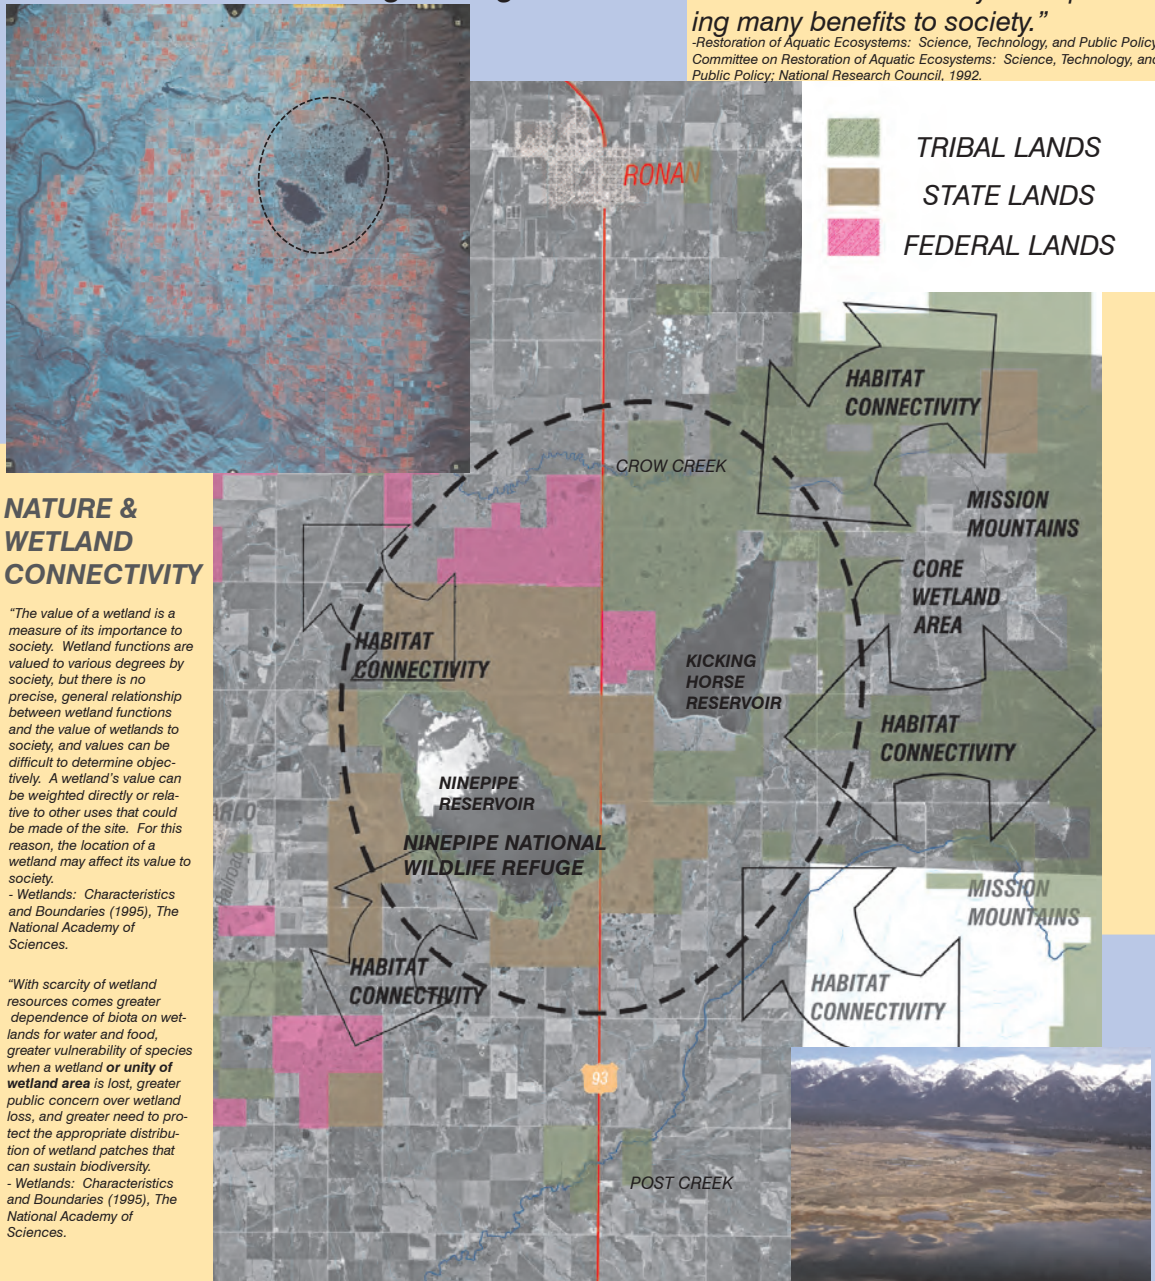 ing many benefits to society.”
-Restoration of Aquatic Ecosystems: Science, Technology, and Public Policy
Committee on Restoration of Aquatic Ecosystems: Science, Technology, and
Public Policy; National Research Council, 1992.
TRIBAL LANDS
STATE LANDS
FEDERAL LANDS
RONAN
HABITAT
CONNECTIVITY
CROW CREEK
MISSION
MOUNTAINS
CORE
WETLAND
AREA
NATURE &
WETLAND
CONNECTIVITY
“The value of a wetland is a
measure of its importance to
society. Wetland functions are
valued to various degrees by
society, but there is no
precise, general relationship
between wetland functions
and the value of wetlands to
society, and values can be
difficult to determine objec-
tively. A wetland’s value can
be weighted directly or rela-
tive to other uses that could
be made of the site. For this
reason, the location of a
wetland may affect its value to
society.
- Wetlands: Characteristics
and Boundaries (1995), The
National Academy of
Sciences.
“With scarcity of wetland
resources comes greater
dependence of biota on wet-
lands for water and food,
greater vulnerability of species
when a wetland or unity of
wetland area is lost, greater
public concern over wetland
loss, and greater need to pro-
tect the appropriate distribu-
tion of wetland patches that
can sustain biodiversity.
- Wetlands: Characteristics
and Boundaries (1995), The
National Academy of
Sciences.
HABITAT
CONNECTIVITY
KICKING
HORSE
RESERVOIR
HABITAT
CONNECTIVITY
NINEPIPE
RESERVOIR
ARLO
NINEPIPE NATIONAL
WILDLIFE REFUGE
Railroad
MISSION
MOUNTAINS
HABITAT
CONNECTIVITY
HABITAT
CONNECTIVITY
93
POST CREEK